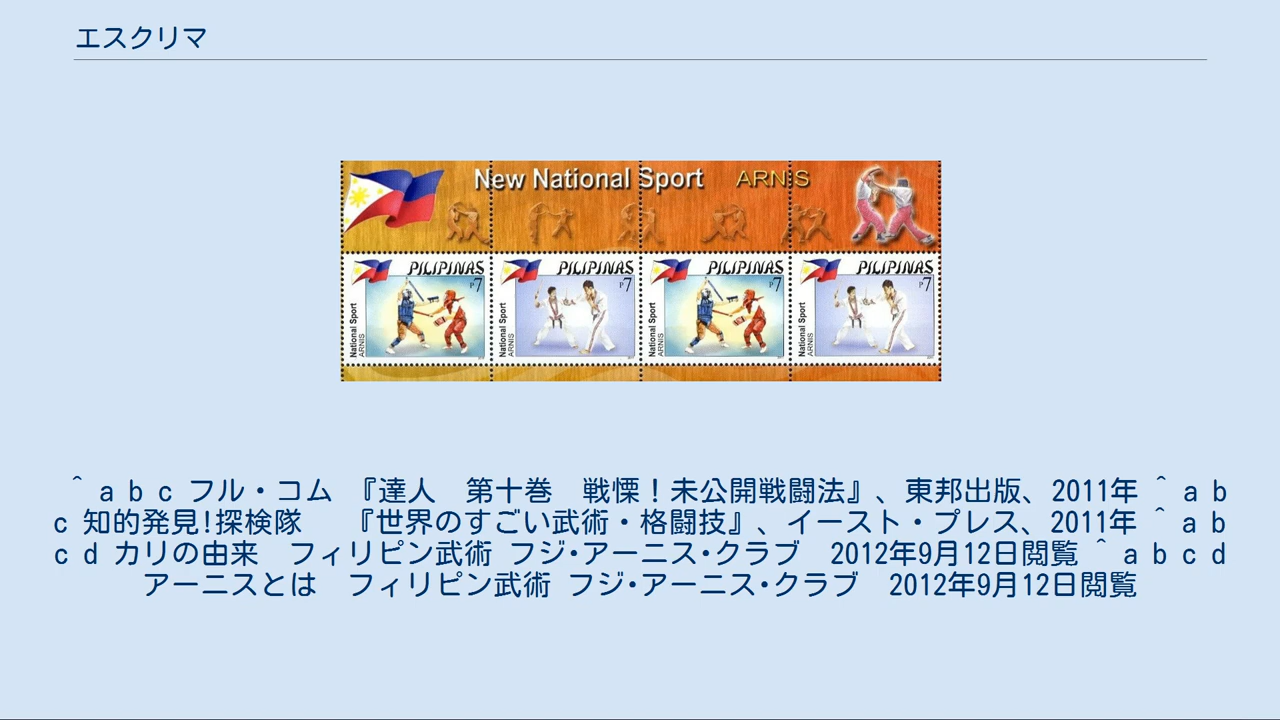 エスクリマ
New National Sport ARNIS
PILIPINAS PILIPINAS PILIPINAS PILIPINAS
P7 P7 P7 P7
National Sport ARNIS National Sport ARNIS National Sport ARNIS National Sport ARNIS
^ a b c フル・コム 『達人　第十巻　戦慄！未公開戦闘法』、東邦出版、2011年 ^ a b
c 知的発見!探検隊　『世界のすごい武術・格闘技』、イースト・プレス、2011年 ^ a b
c d カリの由来　フィリピン武術 フジ･アーニス･クラブ　2012年9月12日閲覧 ^ a b c d
アーニスとは　フィリピン武術 フジ･アーニス･クラブ　2012年9月12日閲覧